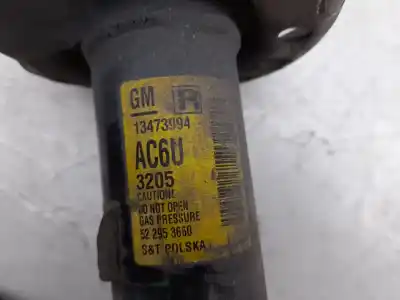 GM R
13473994
AC6U
3205
CAUTION!
DO NOT OPEN
GAS PRESSURE
52 295 3660
S&T POLSKA